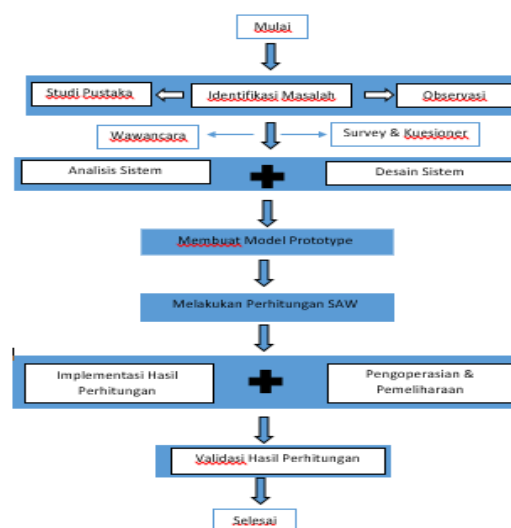 Mulai
Studi Pustaka
Identifikasi Masalah
Observasi
Wawancara
Survey & Kuesioner
Analisis Sistem
Desain Sistem
Membuat Model Prototype
Melakukan Perhitungan SAW
Implementasi Hasil
Perhitungan
Pengoperasian &
Pemeliharaan
Validasi Hasil Perhitungan
Selesai